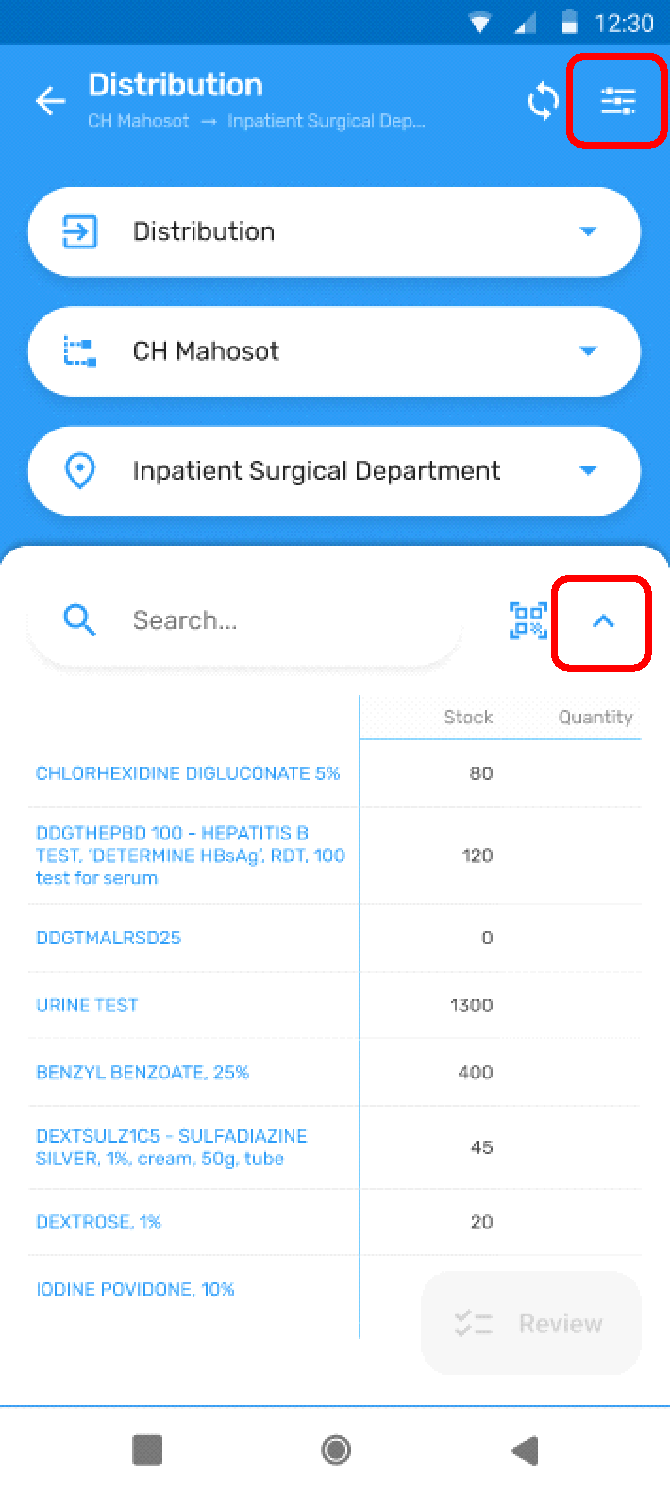 12:30
Distribution
CH Mahosot → Inpatient Surgical Dep...
Distribution
CH Mahosot
Inpatient Surgical Department
Search...
Stock Quantity
CHLORHEXIDINE DIGLUCONATE 5% 80
DDGTHEPBD 100 - HEPATITIS B
TEST, 'DETERMINE HBsAg', RDT, 100 120
test for serum
DDGTMALRSD25 0
URINE TEST 1300
BENZYL BENZOATE, 25% 400
DEXTSULZ1C5 - SULFADIAZINE
SILVER, 1%, cream, 50g, tube 45
DEXTROSE, 1% 20
IODINE POVIDONE, 10%
Review